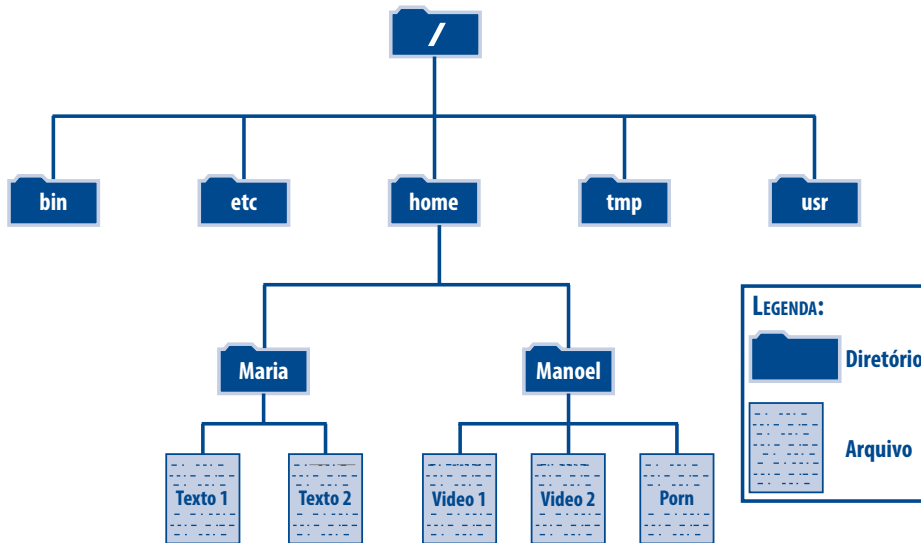 /
bin
etc
home
tmp
usr
LEGENDA:
Diretório
Maria
Manoel
Arquivo
Texto 1
Texto 2
Video 1
Video 2
Porn